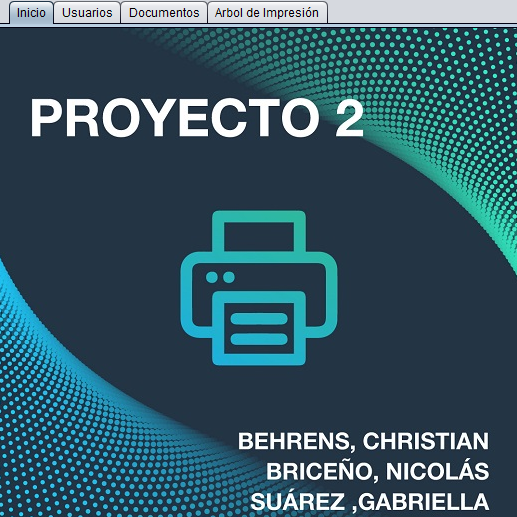 Inicio Usuarios Documentos Arbol de Impresión
PROYECTO 2
BEHRENS, CHRISTIAN
BRICEÑO, NICOLÁS
SUÁREZ ,GABRIELLA